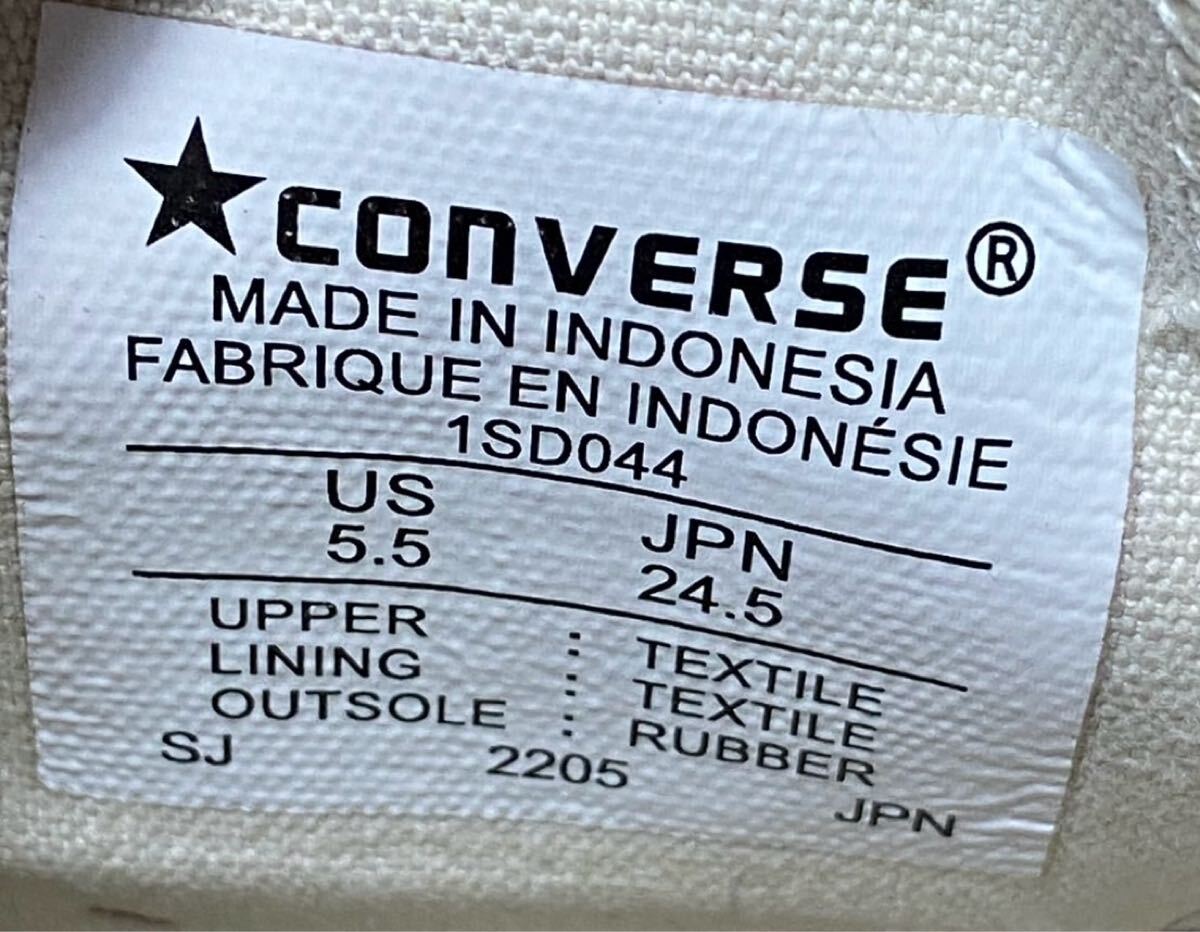 ★CONVERSE®
MADE IN INDONESIA
FABRIQUE EN INDONÉSIE
1SD044
US JPN
5.5 24.5
UPPER : TEXTILE
LINING : TEXTILE
OUTSOLE : RUBBER
SJ 2205 JPN